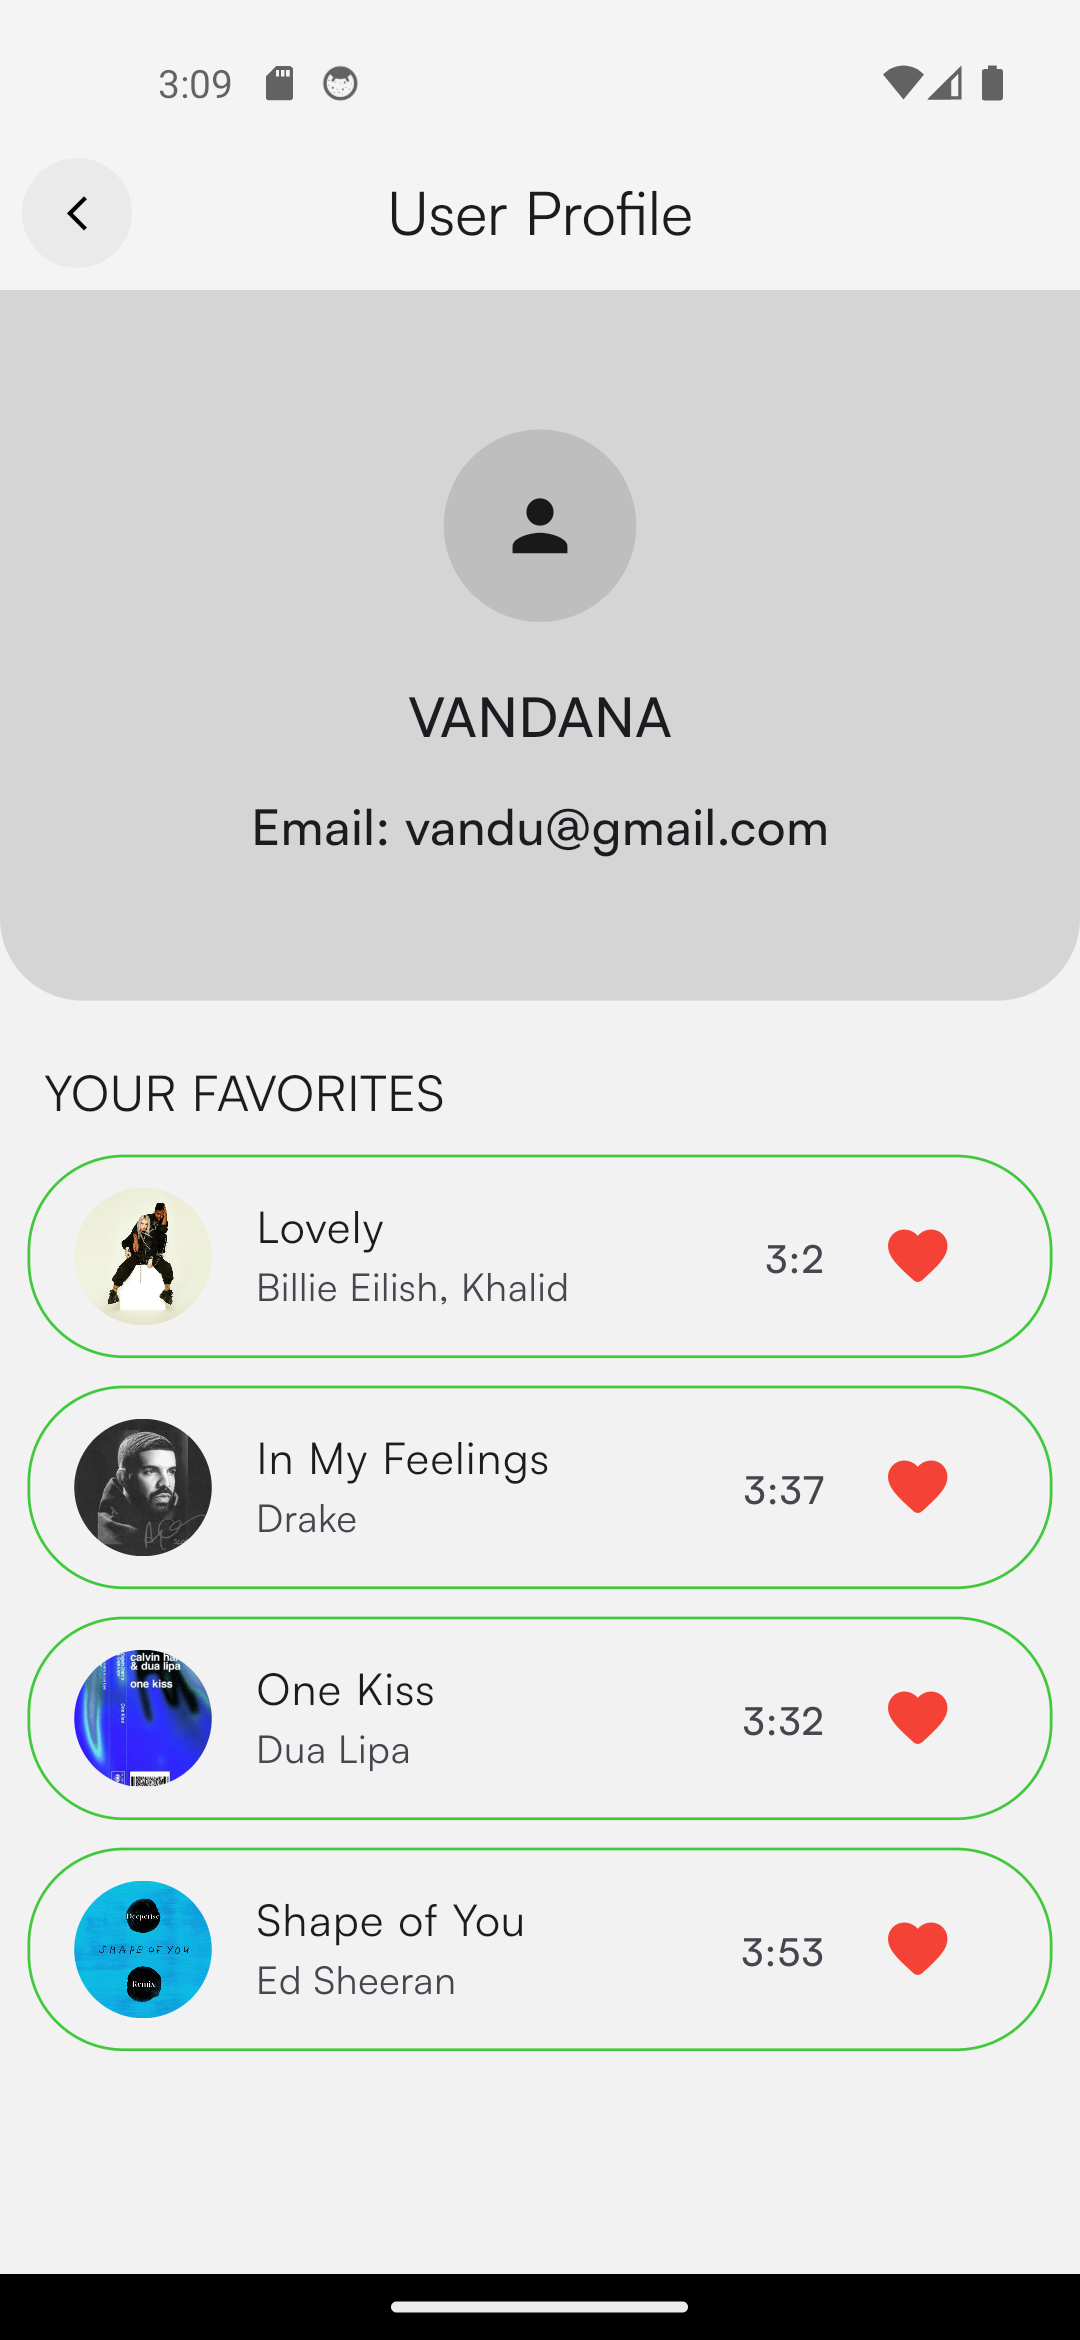 3:09
User Profile
VANDANA
Email: vandu@gmail.com
YOUR FAVORITES
Lovely
Billie Eilish, Khalid
3:2
In My Feelings
Drake
3:37
calvin ha
& dua lipa
one kiss
One Kiss
Dua Lipa
3:32
Deeperise
SHAPE OF YOU
Remix
Shape of You
Ed Sheeran
3:53